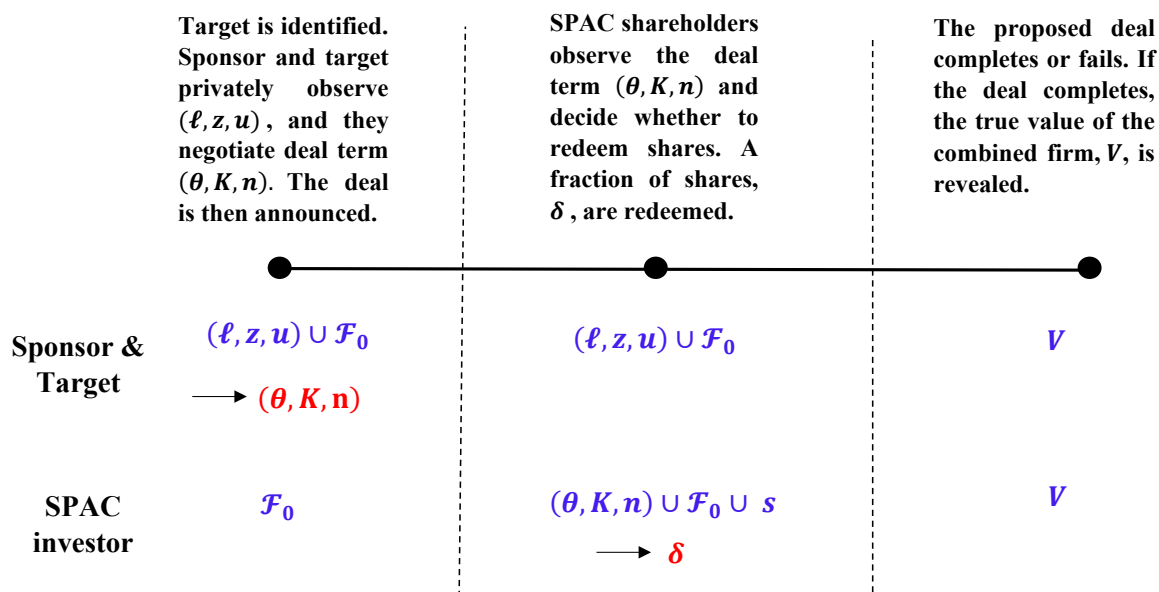 Target is identified.
Sponsor and target
privately observe
(ℓ, z, u) , and they
negotiate deal term
(θ, K, n). The deal
is then announced.
SPAC shareholders
observe the deal
term (θ, K, n) and
decide whether to
redeem shares. A
fraction of shares,
δ , are redeemed.
The proposed deal
completes or fails. If
the deal completes,
the true value of the
combined firm, V, is
revealed.
Sponsor &
Target
(ℓ, z, u) ∪ ℱ₀
→ (θ, K, n)
(ℓ, z, u) ∪ ℱ₀
V
SPAC
investor
ℱ₀
(θ, K, n) ∪ ℱ₀ ∪ s
→ δ
V